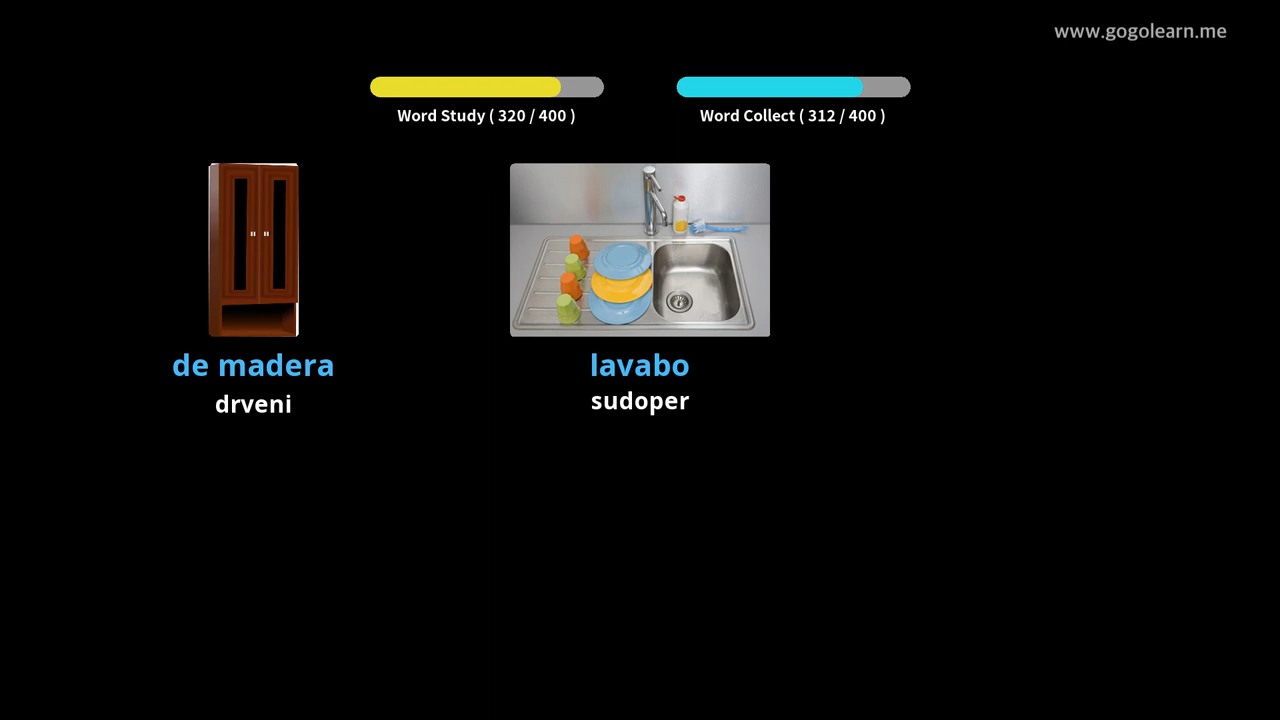 www.gogolearn.me
Word Study ( 320 / 400 )
Word Collect ( 312 / 400 )
de madera
drveni
lavabo
sudoper